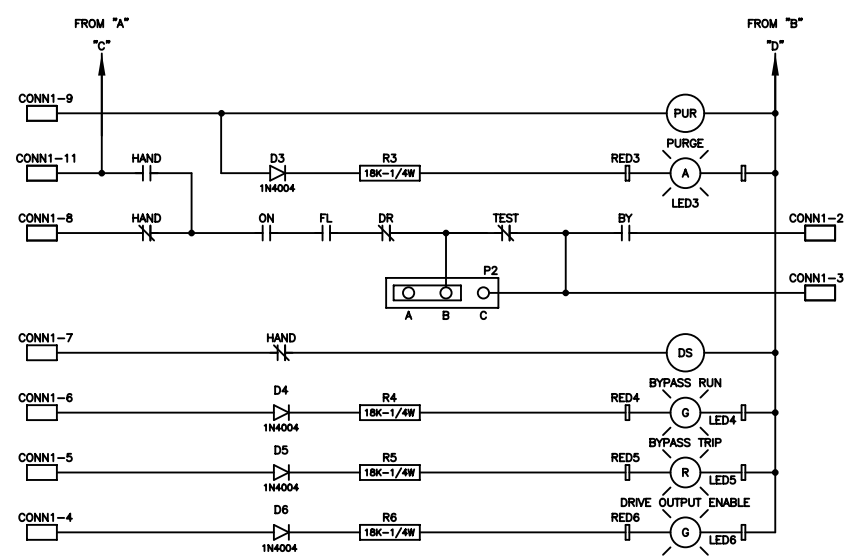 FROM "A"
FROM "B"
"C"
"D"
CONN1-9
PUR
PURGE
CONN1-11
HAND
D3
1N4004
R3
18K-1/4W
RED3
A
LED3
CONN1-8
HAND
ON
FL
DR
TEST
BY
CONN1-2
P2
A
B
C
CONN1-3
CONN1-7
HAND
DS
BYPASS RUN
CONN1-6
D4
1N4004
R4
18K-1/4W
RED4
G
LED4
BYPASS TRIP
CONN1-5
D5
1N4004
R5
18K-1/4W
RED5
R
LED5
DRIVE OUTPUT ENABLE
CONN1-4
D6
1N4004
R6
18K-1/4W
RED6
G
LED6